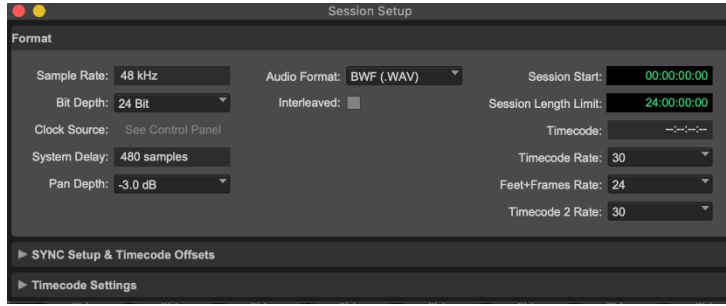 Session Setup
Format
Sample Rate: 48 kHz
Bit Depth: 24 Bit
Clock Source: See Control Panel
System Delay: 480 samples
Pan Depth: -3.0 dB
Audio Format: BWF (.WAV)
Interleaved:
Session Start: 00:00:00:00
Session Length Limit: 24:00:00:00
Timecode: --:--:--:--
Timecode Rate: 30
Feet+Frames Rate: 24
Timecode 2 Rate: 30
SYNC Setup & Timecode Offsets
Timecode Settings